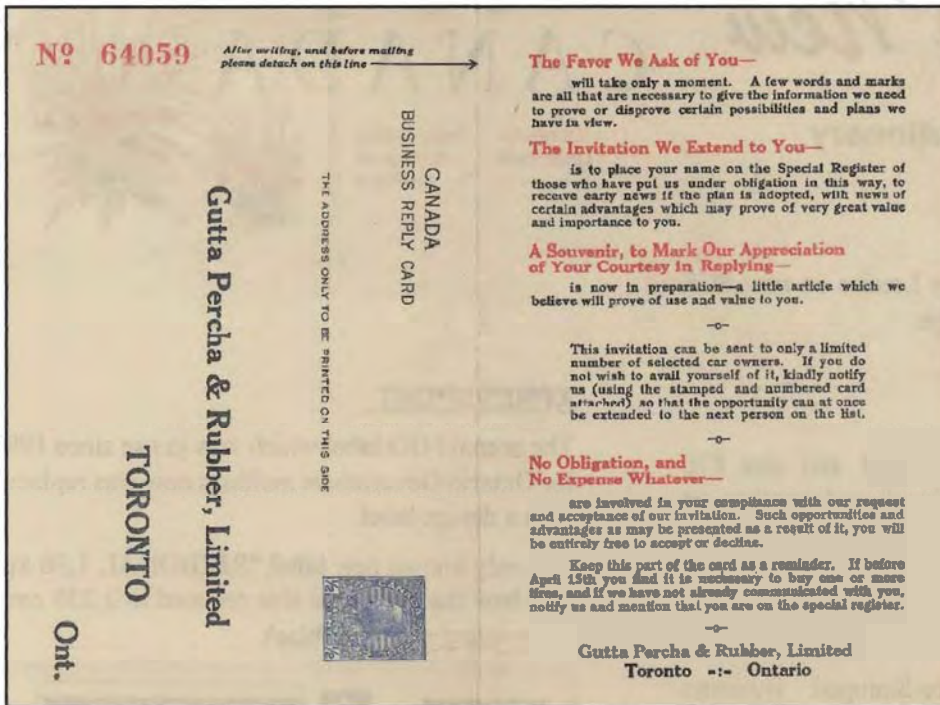 Nº 64059
After writing, and before mailing
please detach on this line
CANADA
BUSINESS REPLY CARD
THE ADDRESS ONLY TO BE PRINTED ON THIS SIDE
Gutta Percha & Rubber, Limited
TORONTO
Ont.
The Favor We Ask of You—
will take only a moment. A few words and marks
are all that are necessary to give the information we need
to prove or disprove certain possibilities and plans we
have in view.
The Invitation We Extend to You—
is to place your name on the Special Register of
those who have put us under obligation in this way, to
receive early news if the plan is adopted, with news of
certain advantages which may prove of very great value
and importance to you.
A Souvenir, to Mark Our Appreciation
of Your Courtesy in Replying—
is now in preparation—a little article which we
believe will prove of use and value to you.
—o—
This invitation can be sent to only a limited
number of selected car owners. If you do
not wish to avail yourself of it, kindly notify
us (using the stamped and numbered card
attached) so that the opportunity can at once
be extended to the next person on the list.
—o—
No Obligation, and
No Expense Whatever—
are involved in your compliance with our request
and acceptance of our invitation. Such opportunities and
advantages as may be presented as a result of it, you will
be entirely free to accept or decline.
Keep this part of the card as a reminder. If before
April 15th you find it is necessary to buy one or more
tires, and if we have not already communicated with you,
notify us and mention that you are on the special register.
—o—
Gutta Percha & Rubber, Limited
Toronto -:- Ontario